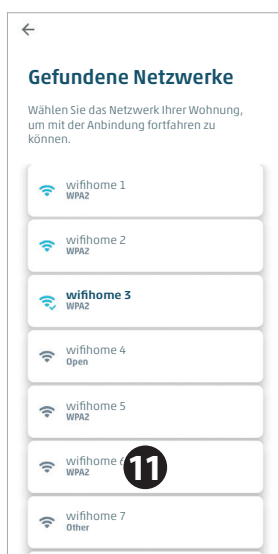 Gefundene Netzwerke
Wählen Sie das Netzwerk Ihrer Wohnung,
um mit der Anbindung fortfahren zu
können.
wifihome 1
WPA2
wifihome 2
WPA2
wifihome 3
WPA2
wifihome 4
Open
wifihome 5
WPA2
wifihome 6
WPA2
11
wifihome 7
Other